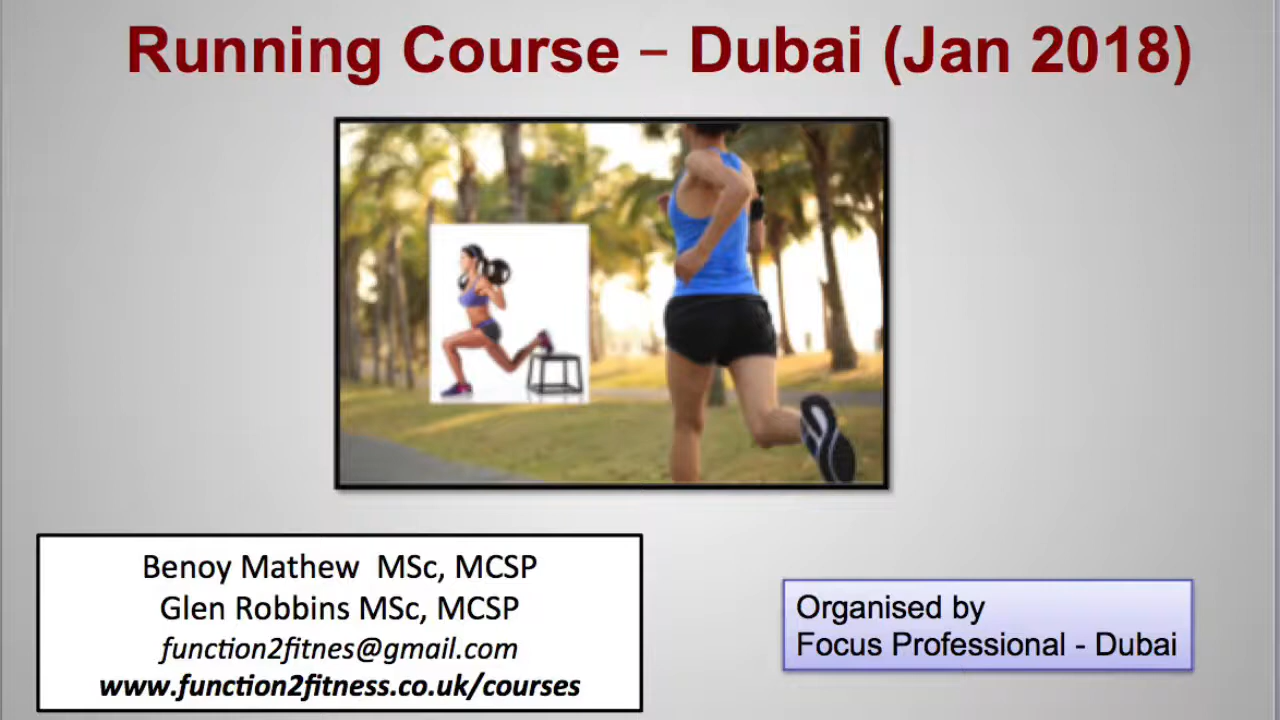 Running Course – Dubai (Jan 2018)
Benoy Mathew  MSc, MCSP
Glen Robbins MSc, MCSP
function2fitnes@gmail.com
www.function2fitness.co.uk/courses
Organised by
Focus Professional - Dubai